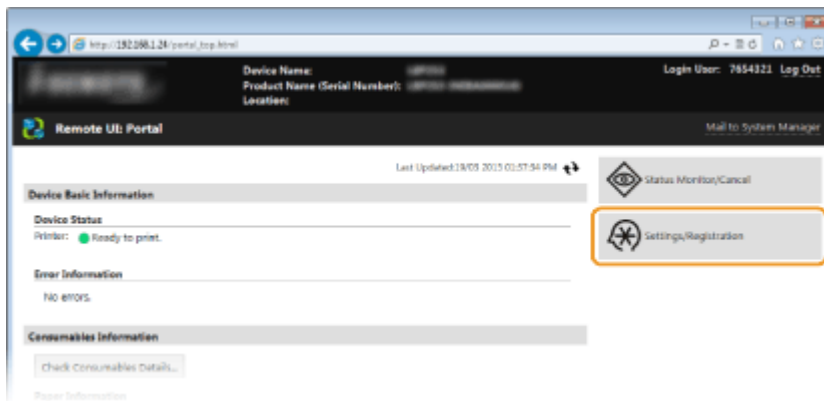 http://192.168.1.24/portal_top.html
Device Name:
Login User: 7654321 Log Out
Product Name (Serial Number):
Location:
Remote UI: Portal
Mail to System Manager
Last Updated:19/05 2015 01:57:54 PM
Status Monitor/Cancel
Device Basic Information
Device Status
Printer: Ready to print.
Settings/Registration
Error Information
No errors.
Consumables Information
Check Consumables Details...
Paper Information